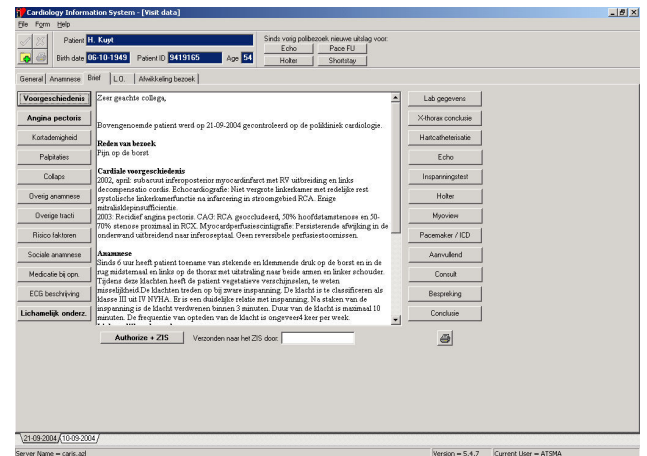 Cardiology Information System - [Visit data]
File Form Help
Patient H. Kuyt
Birth date 06-10-1949 Patient ID 9419165 Age 54
Sinds vorig polibezoek nieuwe uitslag voor:
Echo Pace FU
Holter Shortstay
General Anamnese Brief L.O. Afwikkeling bezoek
Voorgeschiedenis
Angina pectoris
Kortademigheid
Palpitaties
Collaps
Overig anamnese
Overige tracti
Risico faktoren
Sociale anamnese
Medicatie bij opn.
ECG beschrijving
Lichamelijk onderz.
Zeer geachte collega,
Bovengenoemde patient werd op 21-09-2004 gecontroleerd op de polikliniek cardiologie.
Reden van bezoek
Pijn op de borst
Cardiale voorgeschiedenis
2002, april: subacuut inferoposterior myocardinfarct met RV uitbreiding en links
decompensatio cordis. Echocardiografie: Niet vergrote linkerkamer met redelijke rest
systolische linkerkamerfunctie na infarcering in stroomgebied RCA. Enige
mitralisklepinsufficientie.
2003: Recidief angina pectoris. CAG: RCA geoccludeerd, 50% hoofdstamstenose en 50-
70% stenose proximaal in RCX. Myocardperfusiescintigrafie: Persisterende afwijking in de
onderwand uitbreidend naar inferoseptaal. Geen reversibele perfusiestoornissen.
Anamnese
Sinds 6 uur heeft patient toename van stekende en klemmende druk op de borst en in de
rug midsternaal en links op de thorax met uitstraling naar beide armen en linker schouder.
Tijdens deze klachten heeft de patient vegetatieve verschijnselen, te weten
misselijkheid.De klachten treden op bij zware inspanning. De klacht is te classificeren als
klasse III uit IV NYHA. Er is een duidelijke relatie met inspanning. Na staken van de
inspanning is de klacht verdwenen binnen 3 minuten. Duur van de klacht is maximaal 10
minuten. De frequentie van optreden van de klacht is ongeveer4 keer per week.
Lab gegevens
X-thorax conclusie
Hartcatheterisatie
Echo
Inspanningstest
Holter
Myoview
Pacemaker / ICD
Aanvullend
Consult
Bespreking
Conclusie
Authorize + ZIS Verzonden naar het ZIS door:
21-09-2004 10-09-2004
Server Name = caris.azl Version = 5.4.7 Current User = ATSMA